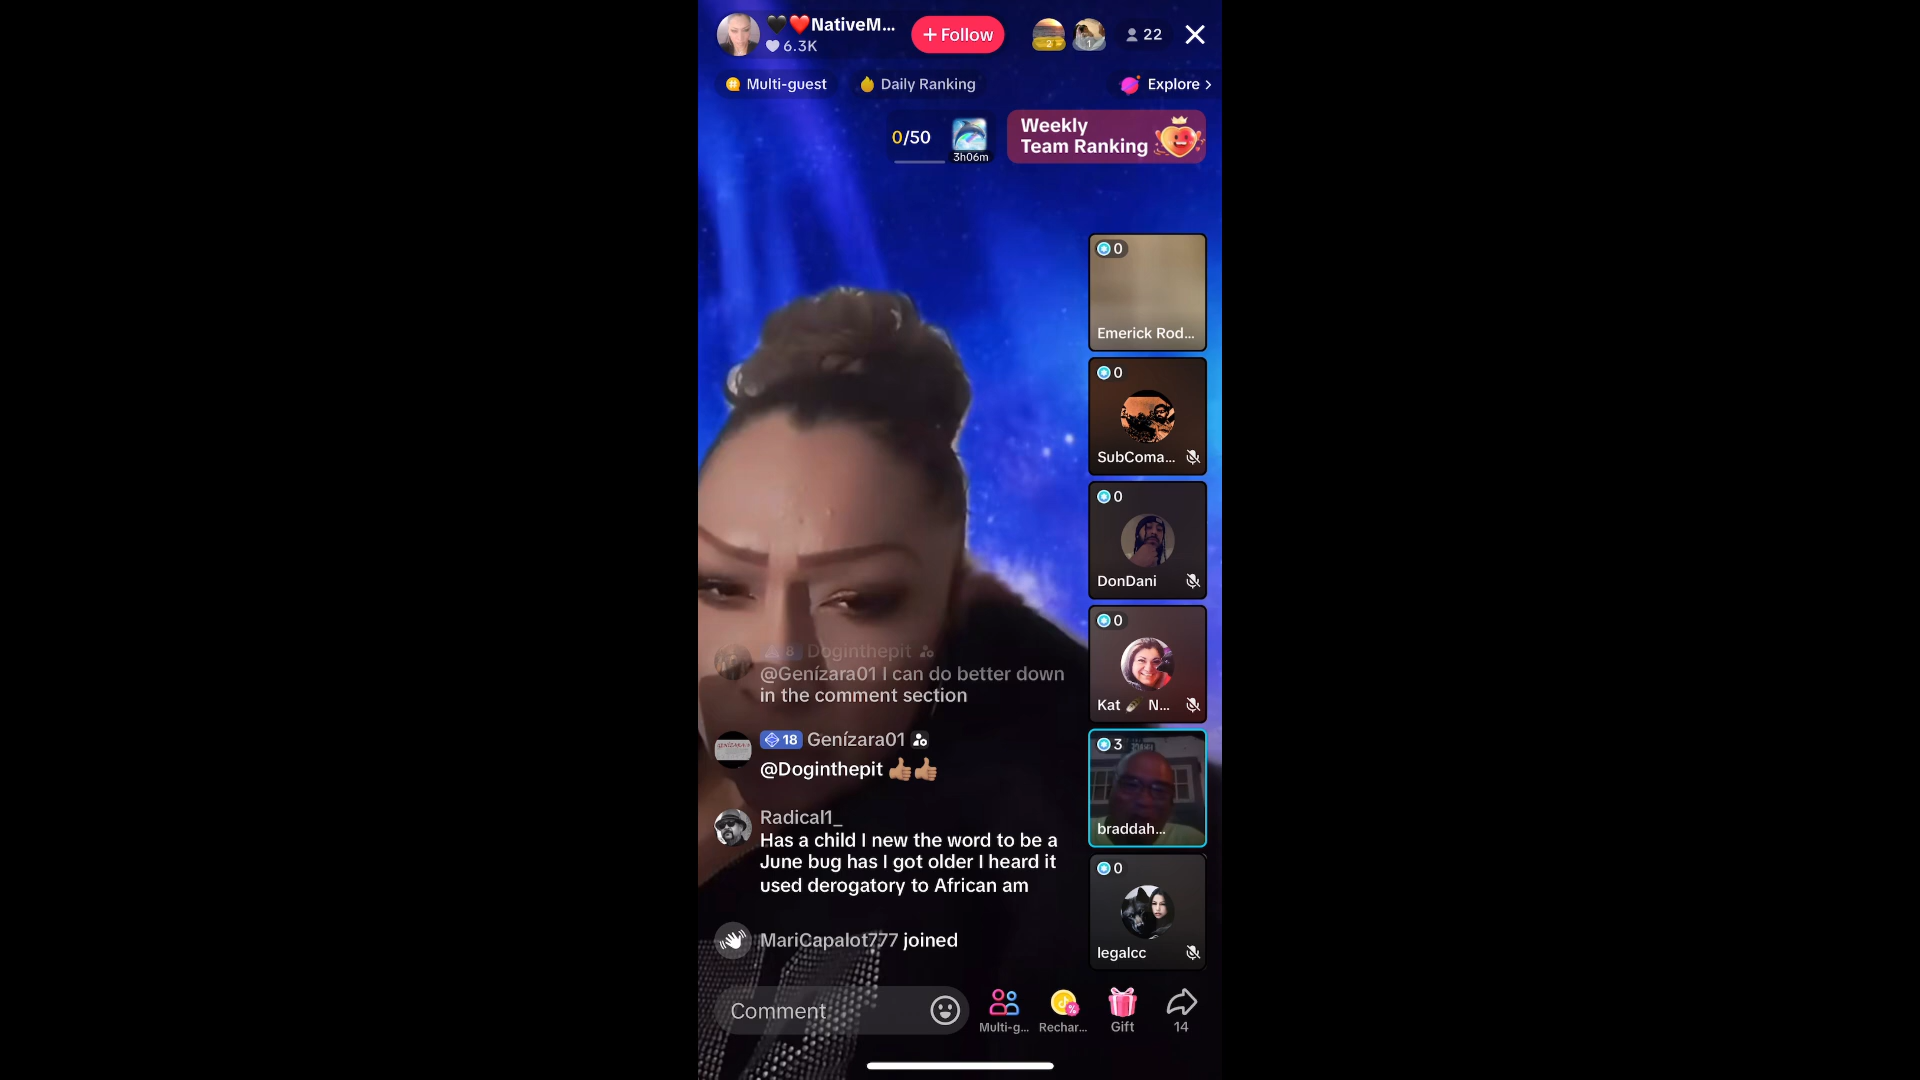 🖤❤️NativeM...
6.3K
+ Follow
2
1
22
Multi-guest
Daily Ranking
Explore >
0/50
3h06m
Weekly
Team Ranking
0
Emerick Rod...
0
SubComa...
0
DonDani
0
Kat 🪶 N...
3
braddah...
0
legalcc
8 Doginthepit
@Genízara01 I can do better down
in the comment section
18 Genízara01
@Doginthepit 👍🏼👍🏼
Radical1_
Has a child I new the word to be a
June bug has I got older I heard it
used derogatory to African am
MariCapalot777 joined
Comment
Multi-g...
Rechar...
Gift
14